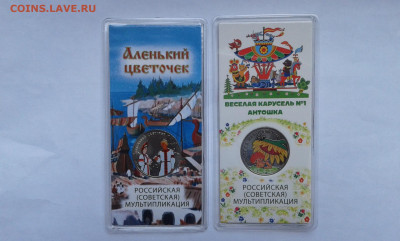 COINS.LAVE.RU
Аленький
цветочек
РОССИЙСКАЯ
(СОВЕТСКАЯ)
МУЛЬТИПЛИКАЦИЯ
ВЕСЕЛАЯ КАРУСЕЛЬ №1
АНТОШКА
РОССИЙСКАЯ
(СОВЕТСКАЯ)
МУЛЬТИПЛИКАЦИЯ